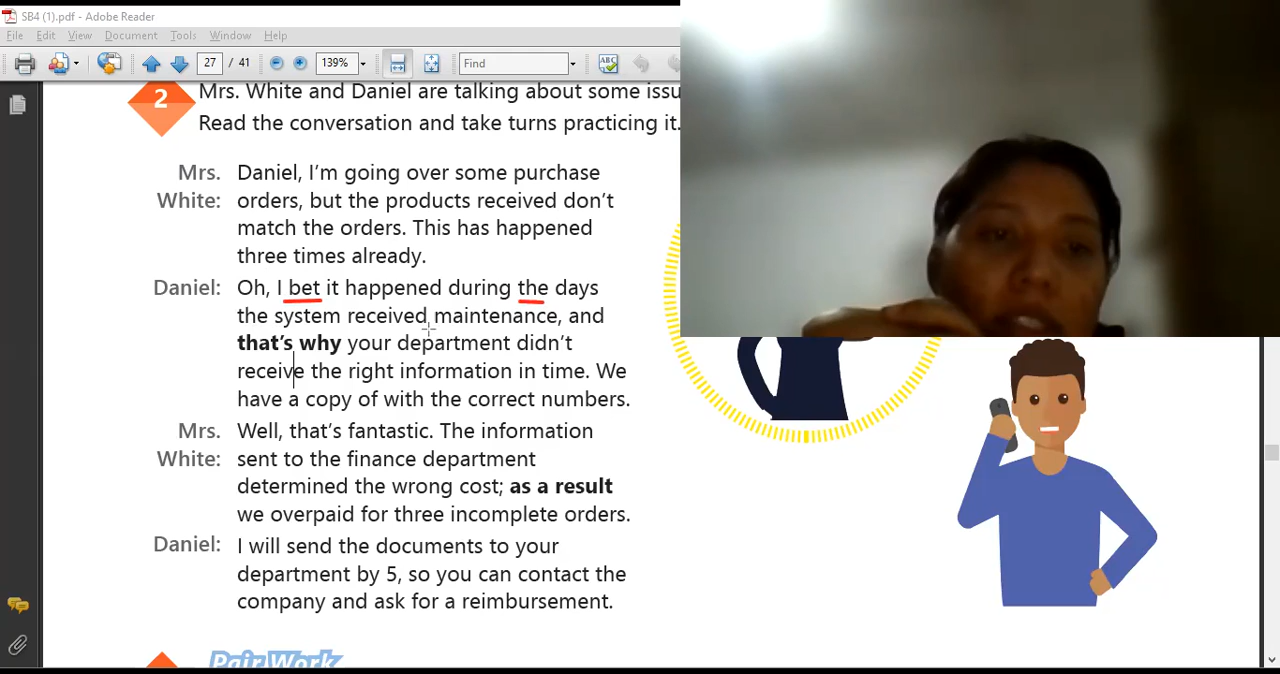 SB4 (1).pdf - Adobe Reader
File Edit View Document Tools Window Help
27 / 41 139% Find
2 Mrs. White and Daniel are talking about some issu
Read the conversation and take turns practicing it.
Mrs. Daniel, I'm going over some purchase
White: orders, but the products received don't
match the orders. This has happened
three times already.
Daniel: Oh, I bet it happened during the days
the system received maintenance, and
that's why your department didn't
receive the right information in time. We
have a copy of with the correct numbers.
Mrs. Well, that's fantastic. The information
White: sent to the finance department
determined the wrong cost; as a result
we overpaid for three incomplete orders.
Daniel: I will send the documents to your
department by 5, so you can contact the
company and ask for a reimbursement.
Pair Work